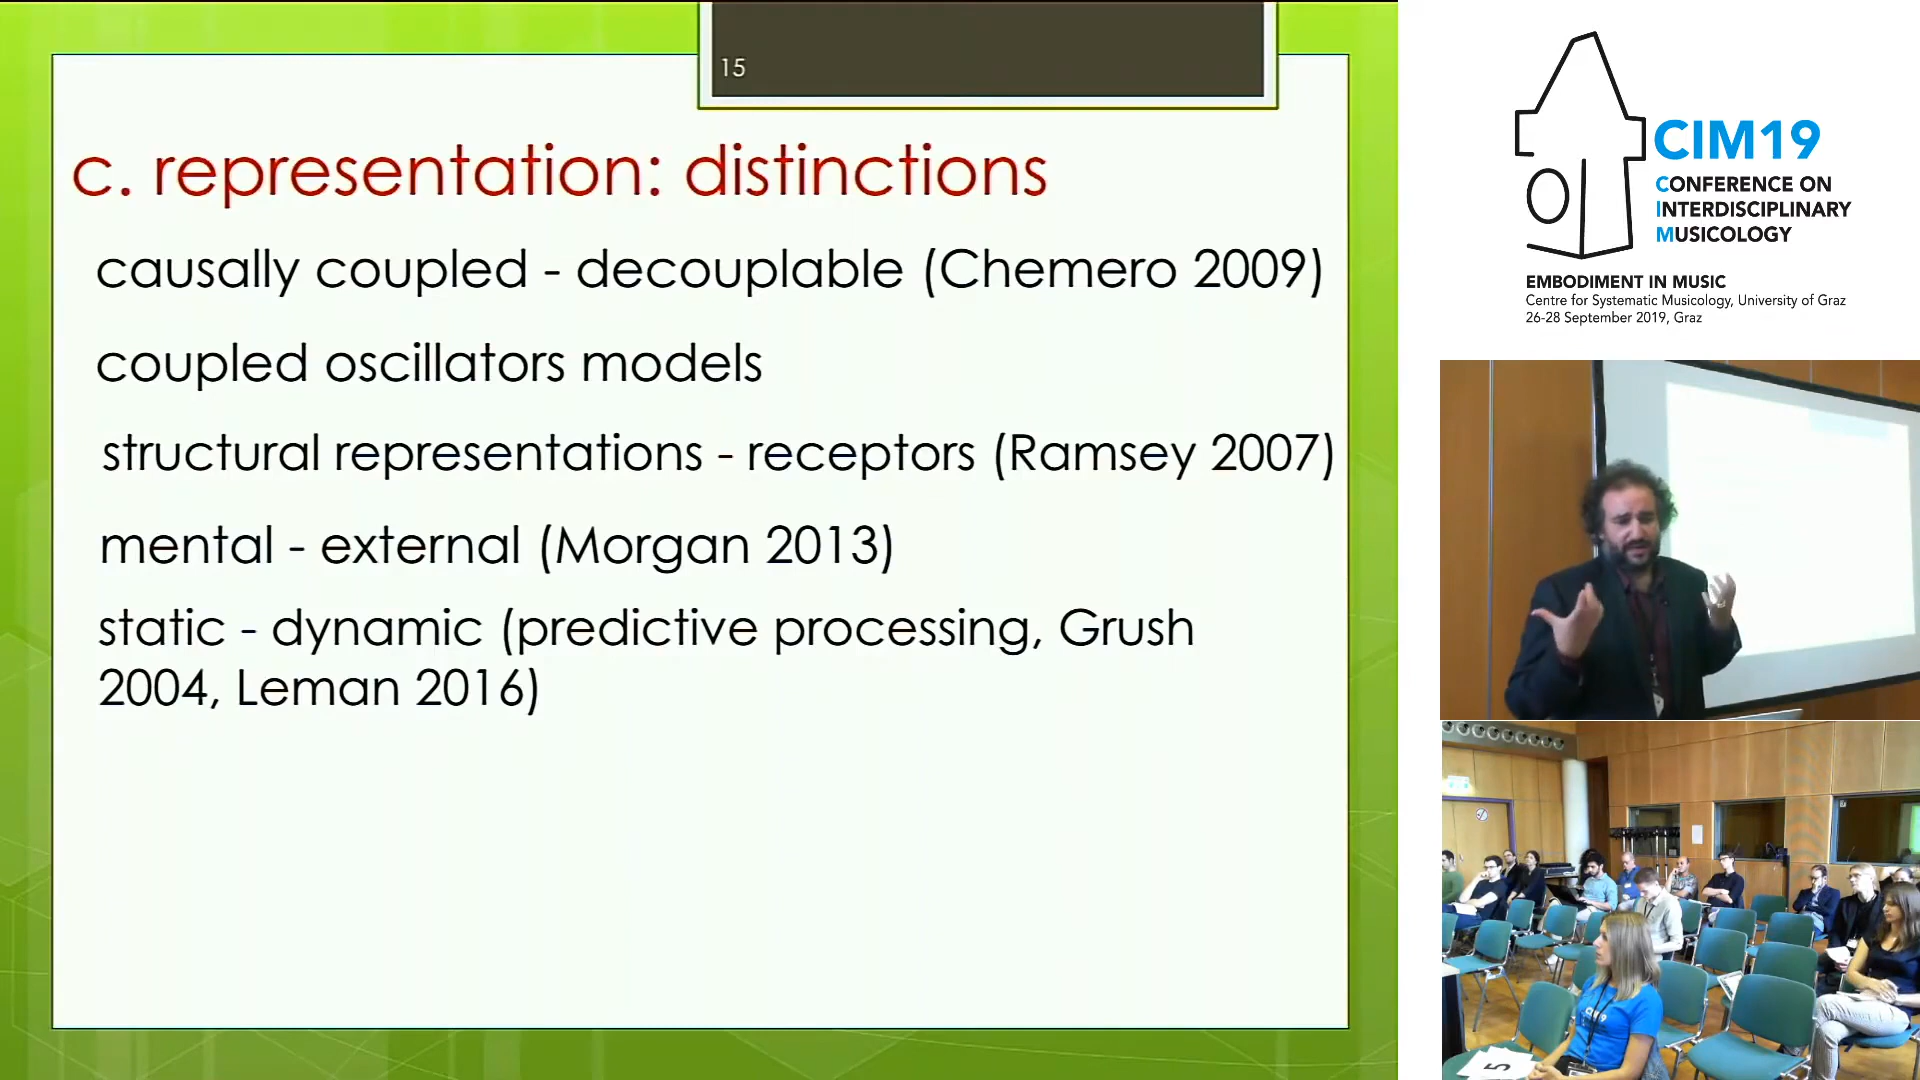 15
c. representation: distinctions
causally coupled - decouplable (Chemero 2009)
coupled oscillators models
structural representations - receptors (Ramsey 2007)
mental - external (Morgan 2013)
static - dynamic (predictive processing, Grush
2004, Leman 2016)
CIM19
CONFERENCE ON
INTERDISCIPLINARY
MUSICOLOGY
EMBODIMENT IN MUSIC
Centre for Systematic Musicology, University of Graz
26-28 September 2019, Graz
CIM19
5